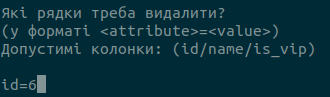 Які рядки треба видалити?
(у форматі <attribute>=<value>)
Допустимі колонки: (id/name/is_vip)
id=6